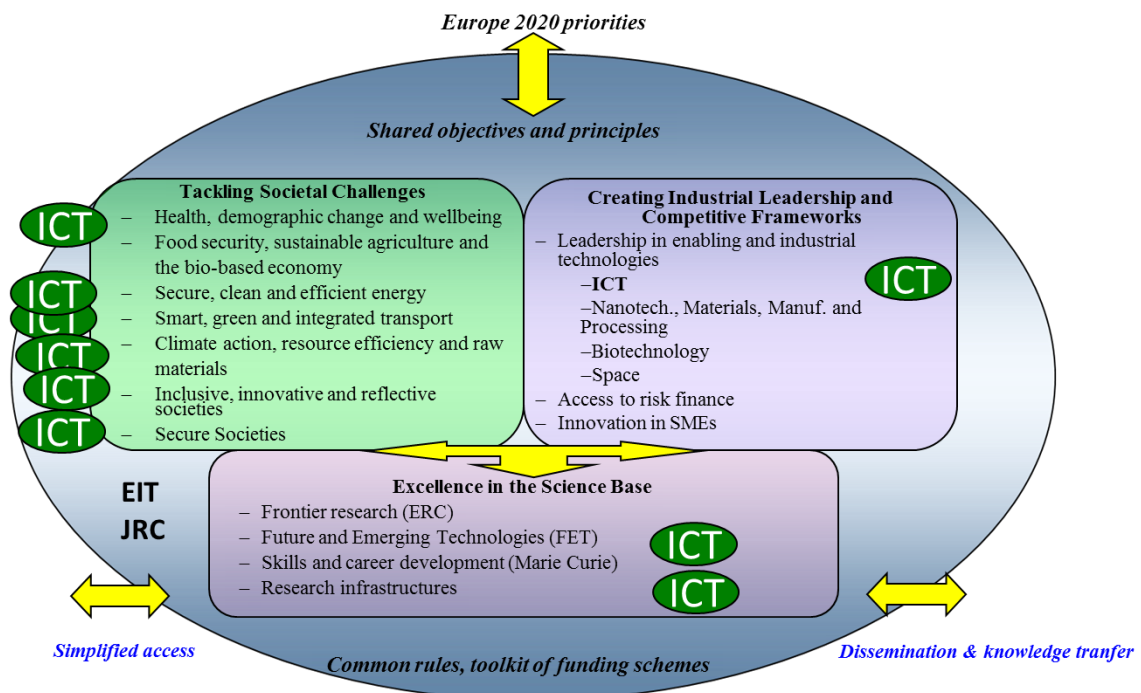 Europe 2020 priorities
Shared objectives and principles
Tackling Societal Challenges
ICT
– Health, demographic change and wellbeing
– Food security, sustainable agriculture and
the bio-based economy
ICT
– Secure, clean and efficient energy
ICT
– Smart, green and integrated transport
ICT
– Climate action, resource efficiency and raw
materials
ICT
– Inclusive, innovative and reflective
societies
ICT
– Secure Societies
Creating Industrial Leadership and
Competitive Frameworks
– Leadership in enabling and industrial
technologies
ICT
–ICT
–Nanotech., Materials, Manuf. and
Processing
–Biotechnology
–Space
– Access to risk finance
– Innovation in SMEs
EIT
JRC
Excellence in the Science Base
– Frontier research (ERC)
– Future and Emerging Technologies (FET)
ICT
– Skills and career development (Marie Curie)
– Research infrastructures
ICT
Simplified access
Common rules, toolkit of funding schemes
Dissemination & knowledge tranfer